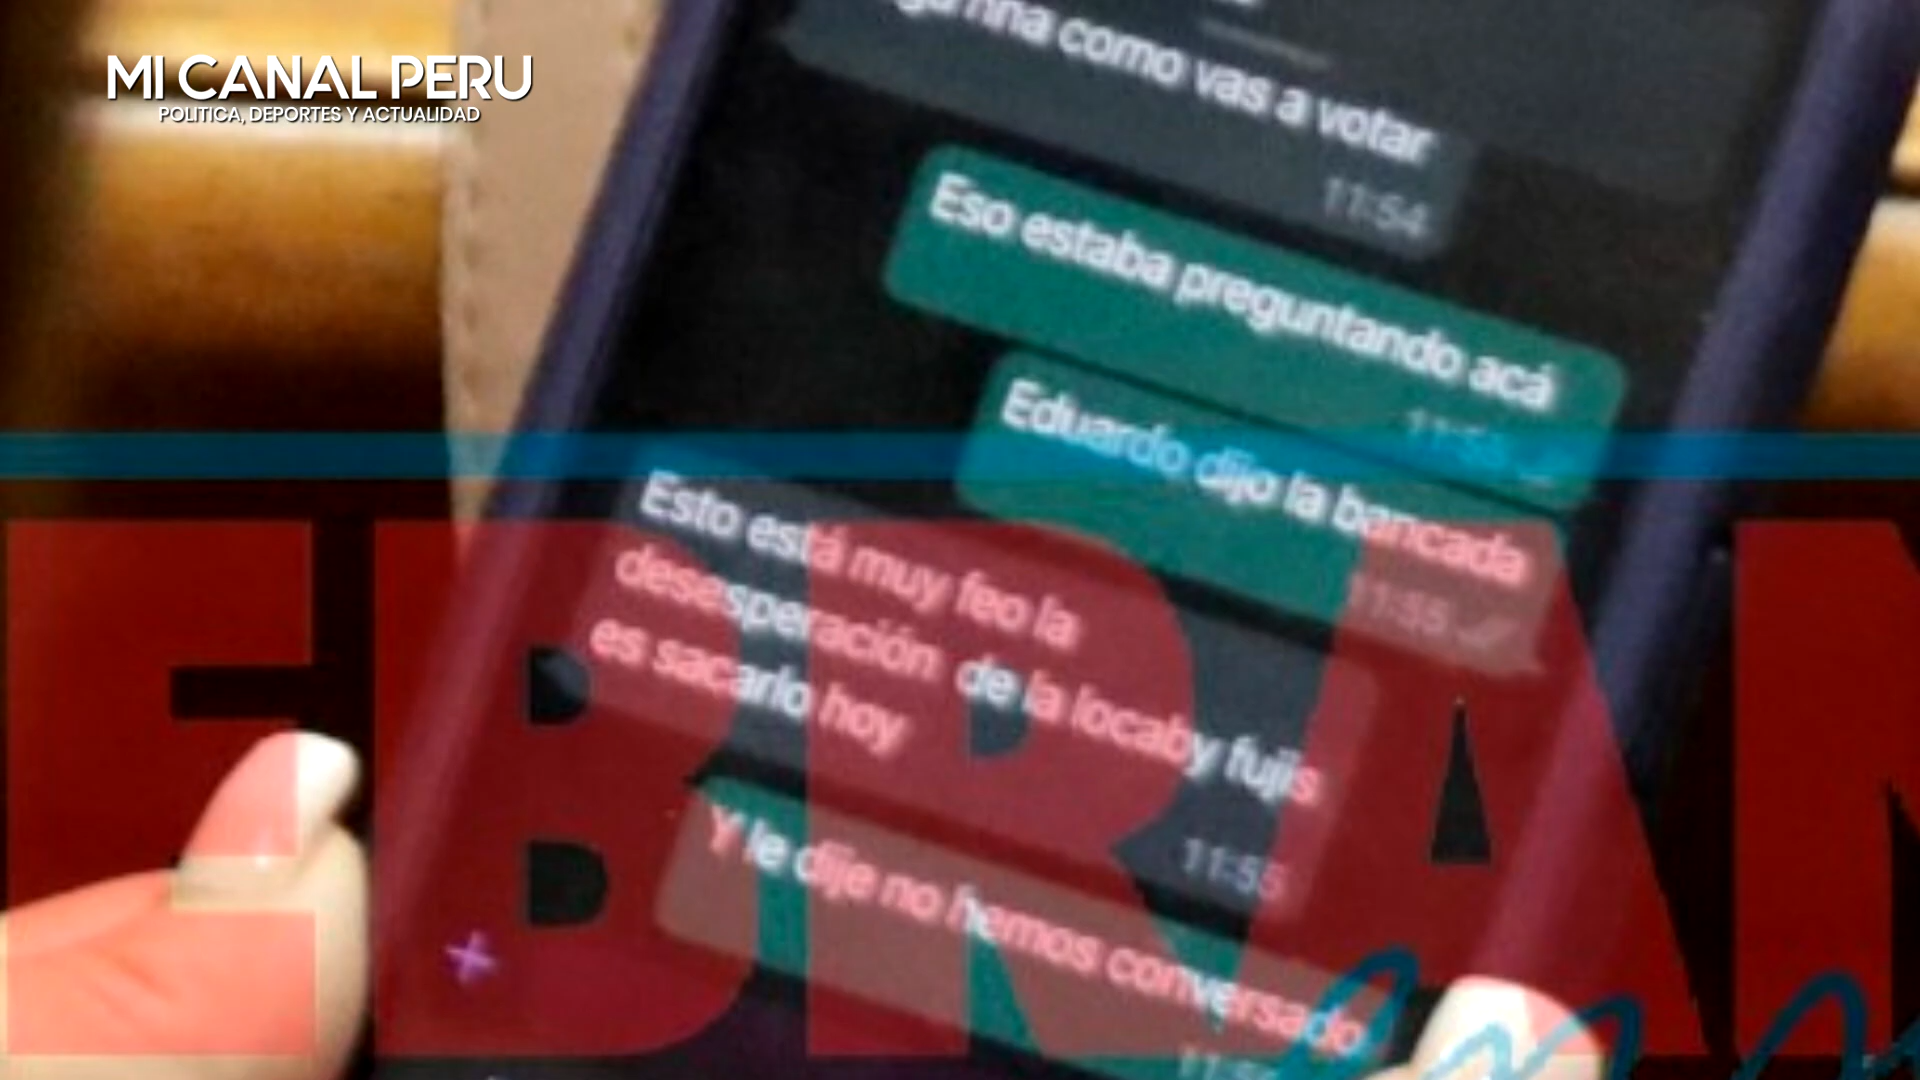 MI CANAL PERU
POLITICA, DEPORTES Y ACTUALIDAD
como vas a votar
11:54
Eso estaba preguntando acá
Eduardo dijo la bancada
11:55
Esto está muy feo la
desesperación de la locaby fujis
es sacarlo hoy
11:55
Y le dije no hemos conversado
EBRA